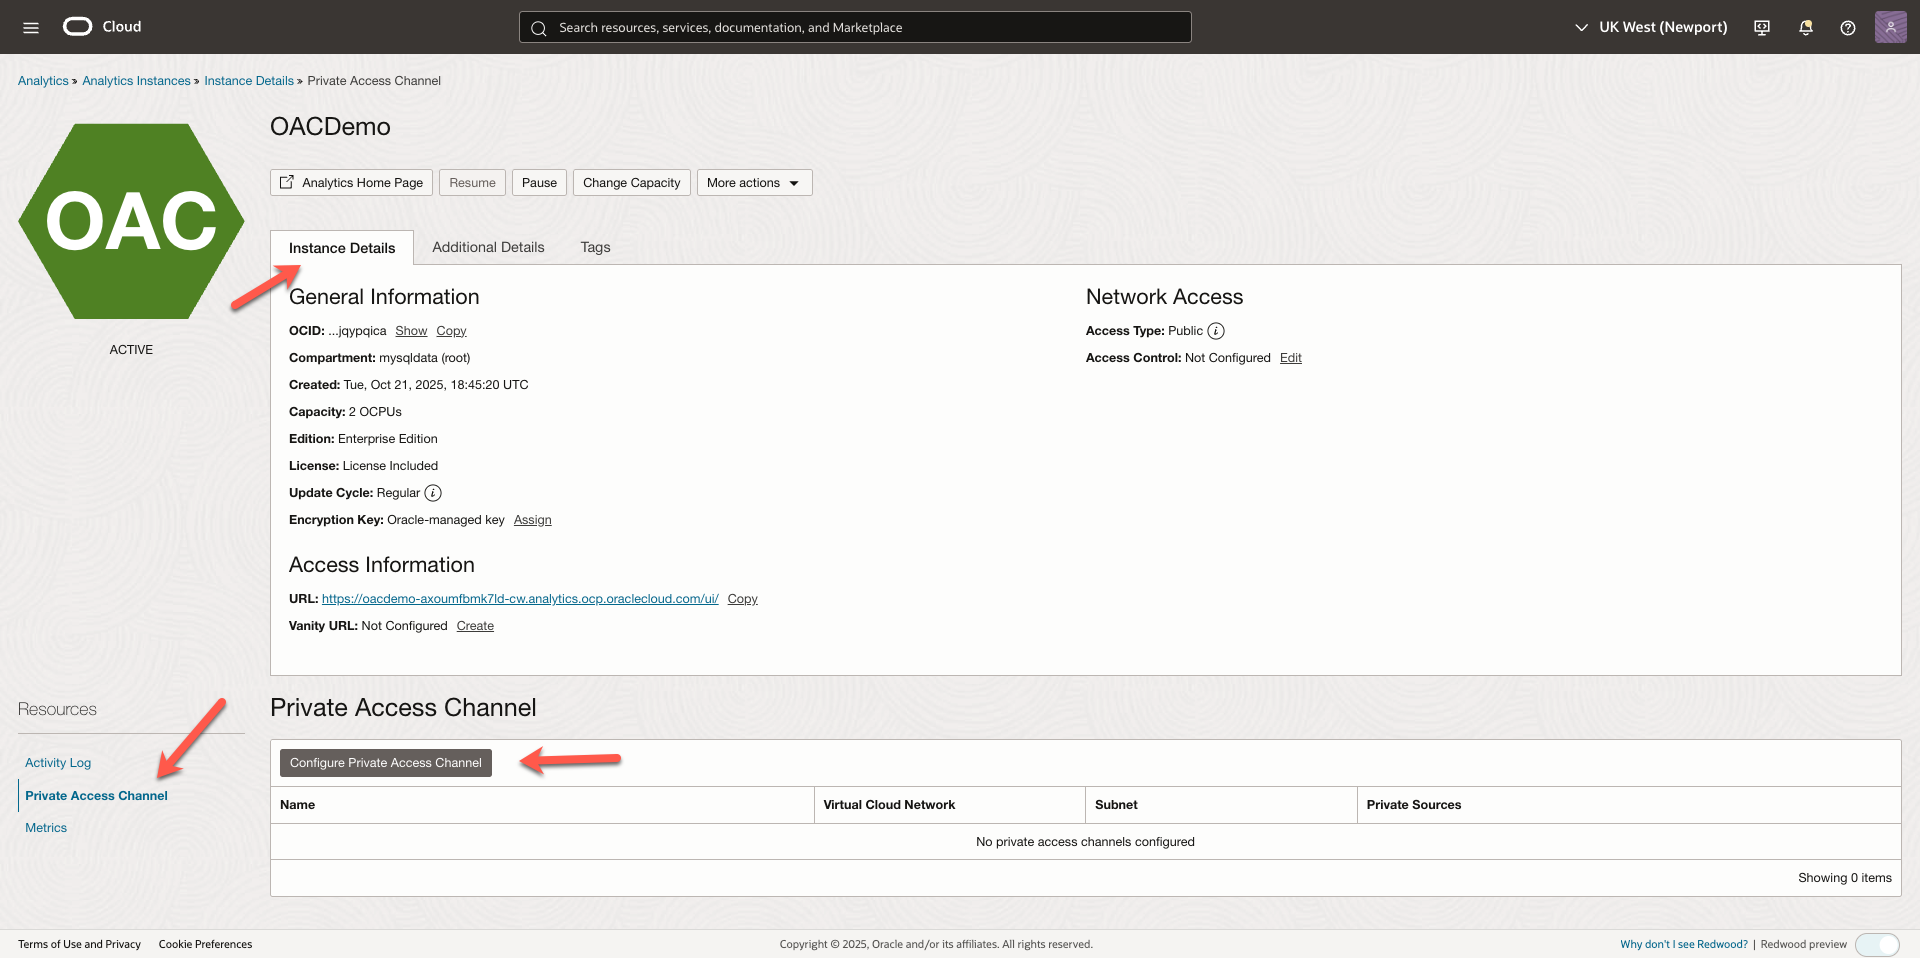 Cloud
Search resources, services, documentation, and Marketplace
UK West (Newport)
Analytics » Analytics Instances » Instance Details » Private Access Channel
OAC
ACTIVE
OACDemo
Analytics Home Page
Resume
Pause
Change Capacity
More actions
Instance Details
Additional Details
Tags
General Information
OCID: ...jqypqica Show Copy
Compartment: mysqldata (root)
Created: Tue, Oct 21, 2025, 18:45:20 UTC
Capacity: 2 OCPUs
Edition: Enterprise Edition
License: License Included
Update Cycle: Regular
Encryption Key: Oracle-managed key Assign
Access Information
URL: https://oacdemo-axoumfbmk7ld-cw.analytics.ocp.oraclecloud.com/ui/ Copy
Vanity URL: Not Configured Create
Network Access
Access Type: Public
Access Control: Not Configured Edit
Resources
Activity Log
Private Access Channel
Metrics
Private Access Channel
Configure Private Access Channel
Name Virtual Cloud Network Subnet Private Sources
No private access channels configured
Showing 0 items
Terms of Use and Privacy Cookie Preferences
Copyright © 2025, Oracle and/or its affiliates. All rights reserved.
Why don't I see Redwood? | Redwood preview